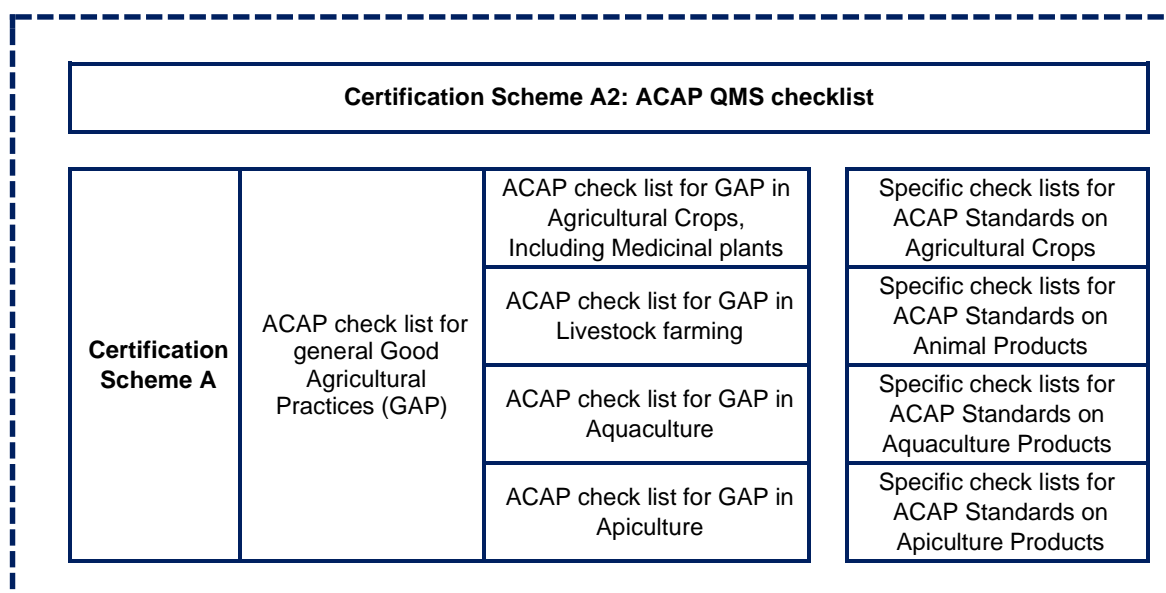 Certification Scheme A2: ACAP QMS checklist
Certification
Scheme A
ACAP check list for
general Good
Agricultural
Practices (GAP)
ACAP check list for GAP in
Agricultural Crops,
Including Medicinal plants
Specific check lists for
ACAP Standards on
Agricultural Crops
ACAP check list for GAP in
Livestock farming
Specific check lists for
ACAP Standards on
Animal Products
ACAP check list for GAP in
Aquaculture
Specific check lists for
ACAP Standards on
Aquaculture Products
ACAP check list for GAP in
Apiculture
Specific check lists for
ACAP Standards on
Apiculture Products